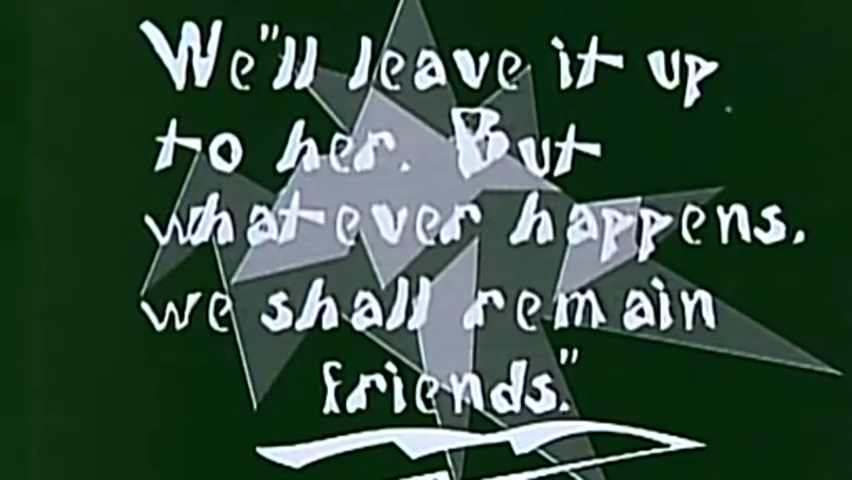 We"ll leave it up
to her. But
whatever happens,
we shall remain
friends."